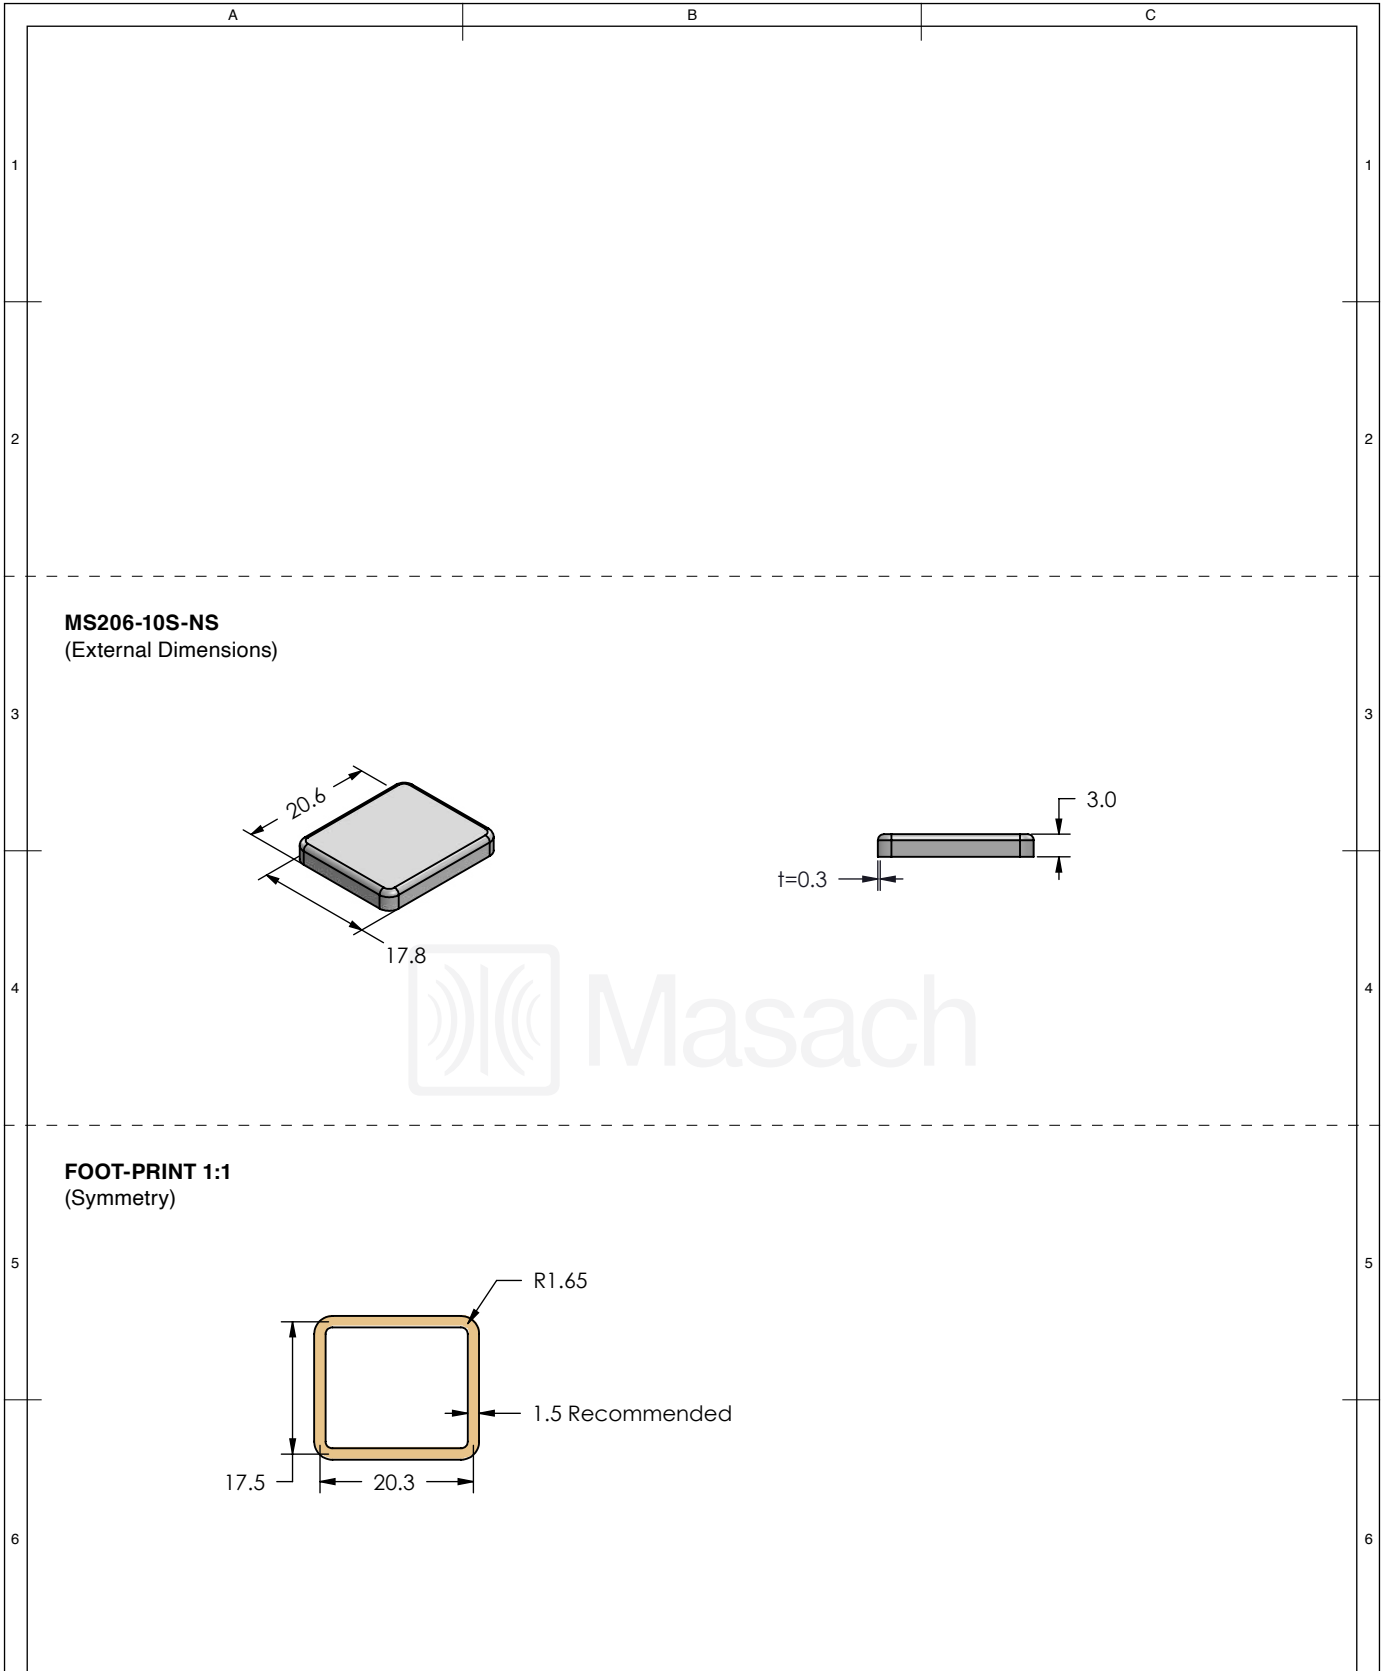 A B C
1 1
2 2
MS206-10S-NS
(External Dimensions)
3 3
20.6
3.0
t=0.3
17.8
Masach
4 4
FOOT-PRINT 1:1
(Symmetry)
5 5
R1.65
1.5 Recommended
17.5 20.3
6 6